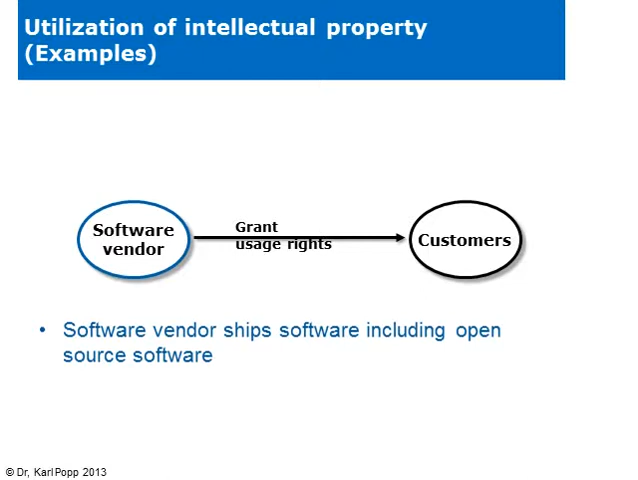 Utilization of intellectual property
(Examples)
Software
vendor
Grant
usage rights
Customers
• Software vendor ships software including open
source software
© Dr, Karl Popp 2013